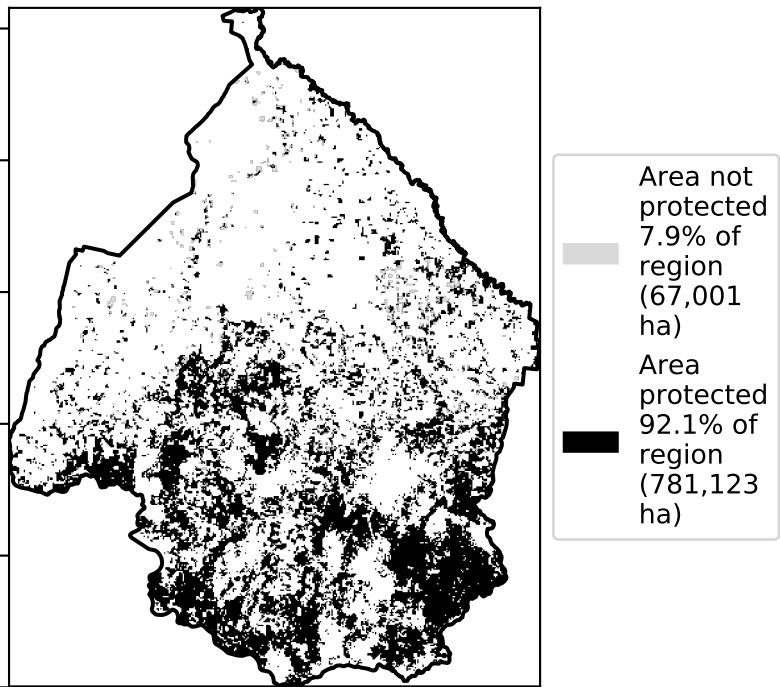 Area not
protected
7.9% of
region
(67,001
ha)
Area
protected
92.1% of
region
(781,123
ha)